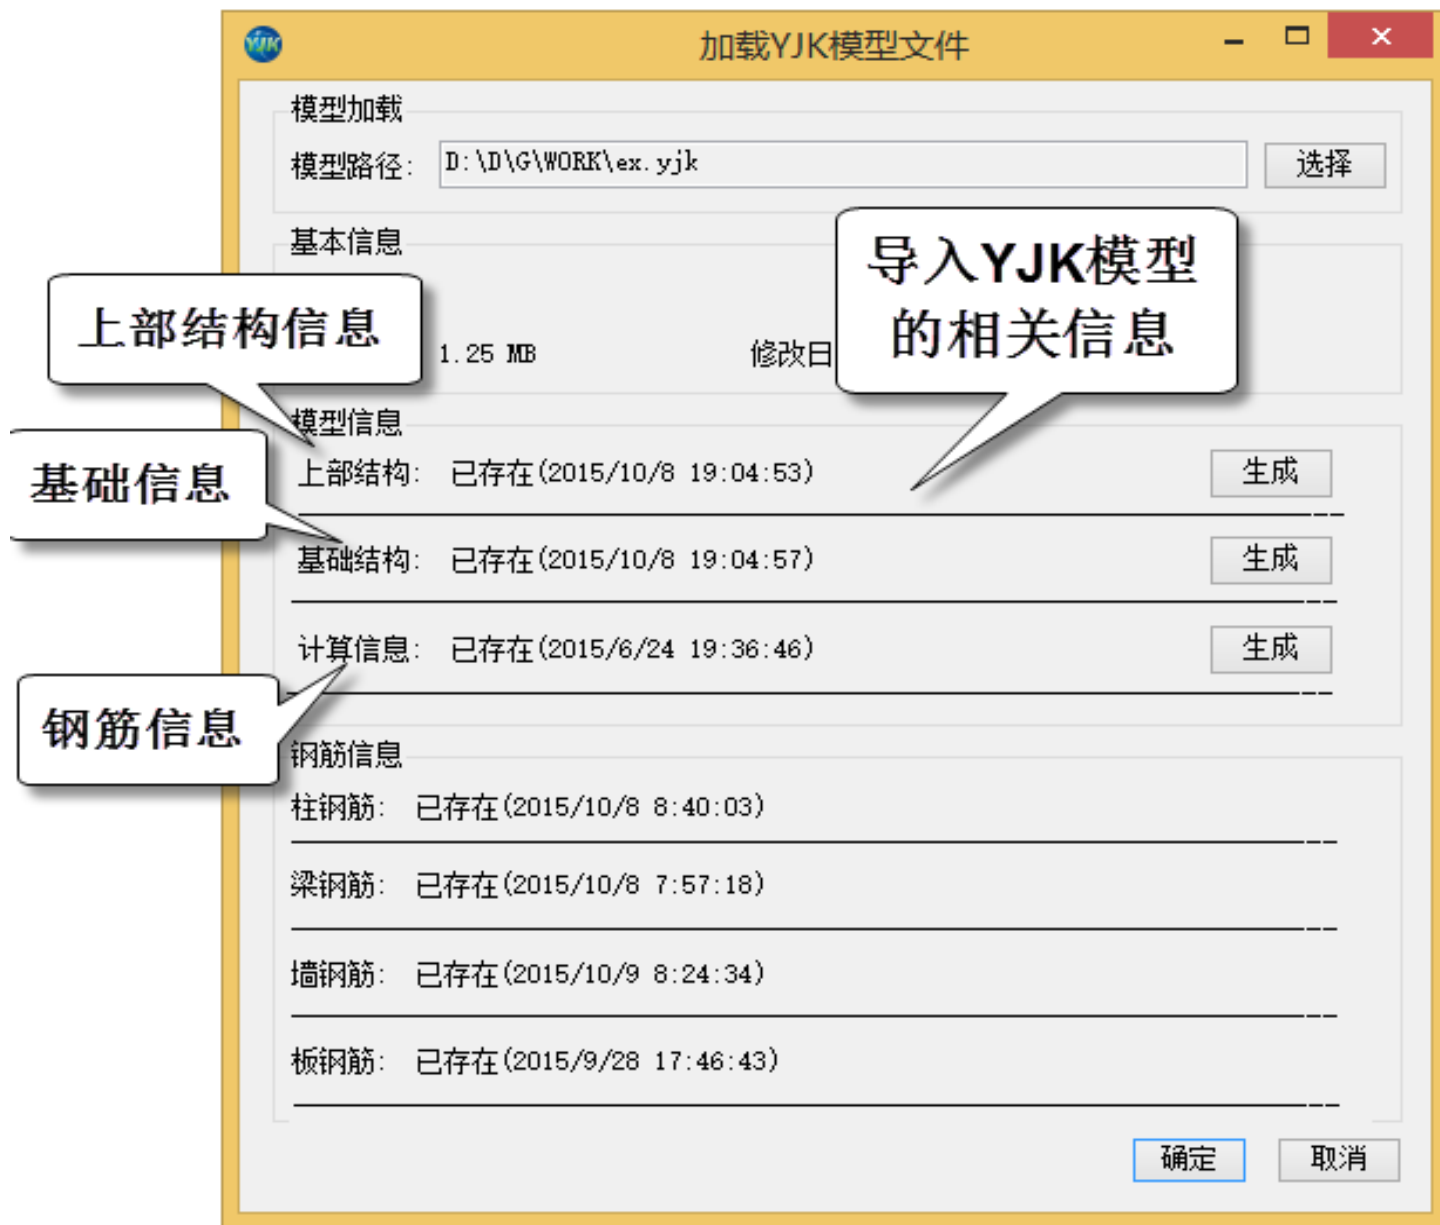 YJK
加载YJK模型文件
模型加载
模型路径: D:\D\G\WORK\ex.yjk 选择
基本信息
导入YJK模型
的相关信息
上部结构信息
1.25 MB 修改日
模型信息
上部结构: 已存在(2015/10/8 19:04:53) 生成
基础信息
基础结构: 已存在(2015/10/8 19:04:57) 生成
计算信息: 已存在(2015/6/24 19:36:46) 生成
钢筋信息
钢筋信息
柱钢筋: 已存在(2015/10/8 8:40:03)
梁钢筋: 已存在(2015/10/8 7:57:18)
墙钢筋: 已存在(2015/10/9 8:24:34)
板钢筋: 已存在(2015/9/28 17:46:43)
确定 取消